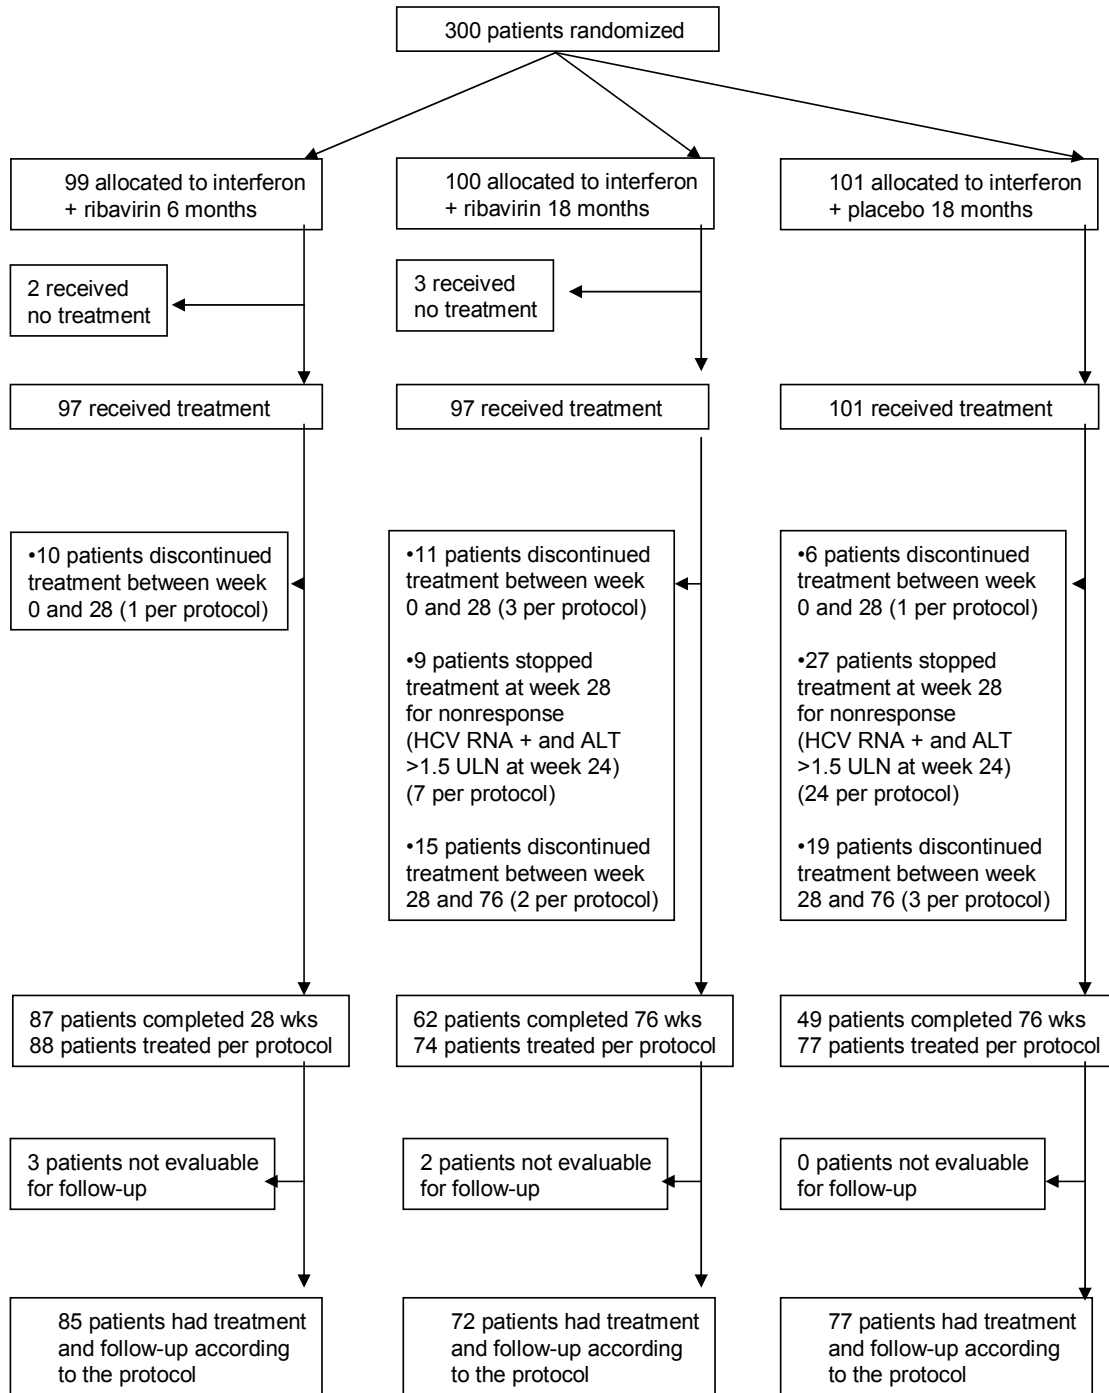 300 patients randomized
99 allocated to interferon
+ ribavirin 6 months
100 allocated to interferon
+ ribavirin 18 months
101 allocated to interferon
+ placebo 18 months
2 received
no treatment
3 received
no treatment
97 received treatment
97 received treatment
101 received treatment
•10 patients discontinued
treatment between week
0 and 28 (1 per protocol)
•11 patients discontinued
treatment between week
0 and 28 (3 per protocol)
•9 patients stopped
treatment at week 28
for nonresponse
(HCV RNA + and ALT
>1.5 ULN at week 24)
(7 per protocol)
•15 patients discontinued
treatment between week
28 and 76 (2 per protocol)
•6 patients discontinued
treatment between week
0 and 28 (1 per protocol)
•27 patients stopped
treatment at week 28
for nonresponse
(HCV RNA + and ALT
>1.5 ULN at week 24)
(24 per protocol)
•19 patients discontinued
treatment between week
28 and 76 (3 per protocol)
87 patients completed 28 wks
88 patients treated per protocol
62 patients completed 76 wks
74 patients treated per protocol
49 patients completed 76 wks
77 patients treated per protocol
3 patients not evaluable
for follow-up
2 patients not evaluable
for follow-up
0 patients not evaluable
for follow-up
85 patients had treatment
and follow-up according
to the protocol
72 patients had treatment
and follow-up according
to the protocol
77 patients had treatment
and follow-up according
to the protocol